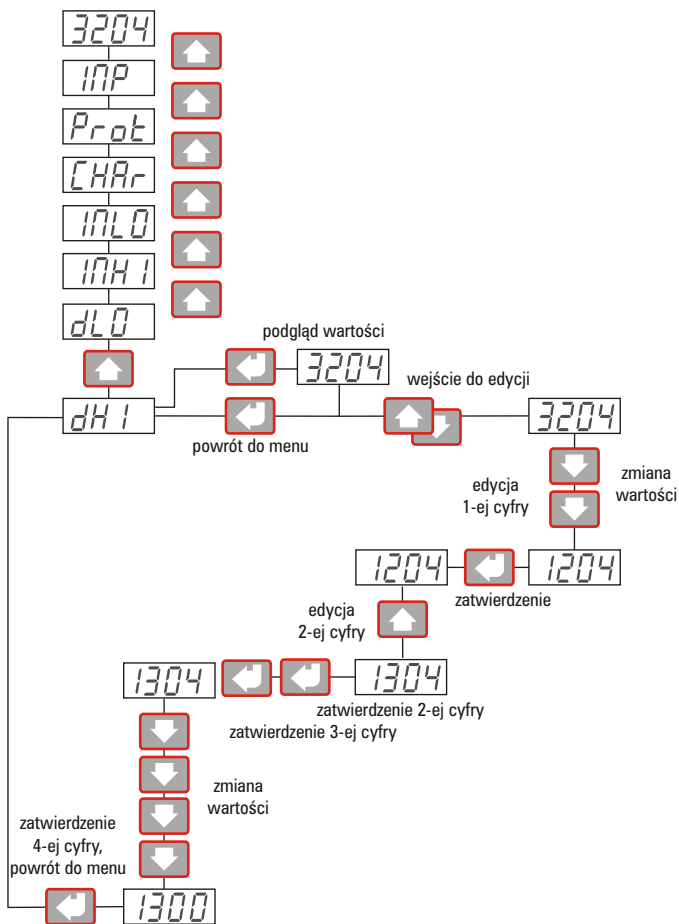 3204
INP
Prot
CHAr
INLO
INHI
dLO
podgląd wartości
3204
wejście do edycji
dHI
powrót do menu
3204
edycja
1-ej cyfry
zmiana
wartości
1204
1204
zatwierdzenie
edycja
2-ej cyfry
1304
1304
zatwierdzenie 2-ej cyfry
zatwierdzenie 3-ej cyfry
zmiana
wartości
zatwierdzenie
4-ej cyfry,
powrót do menu
1300